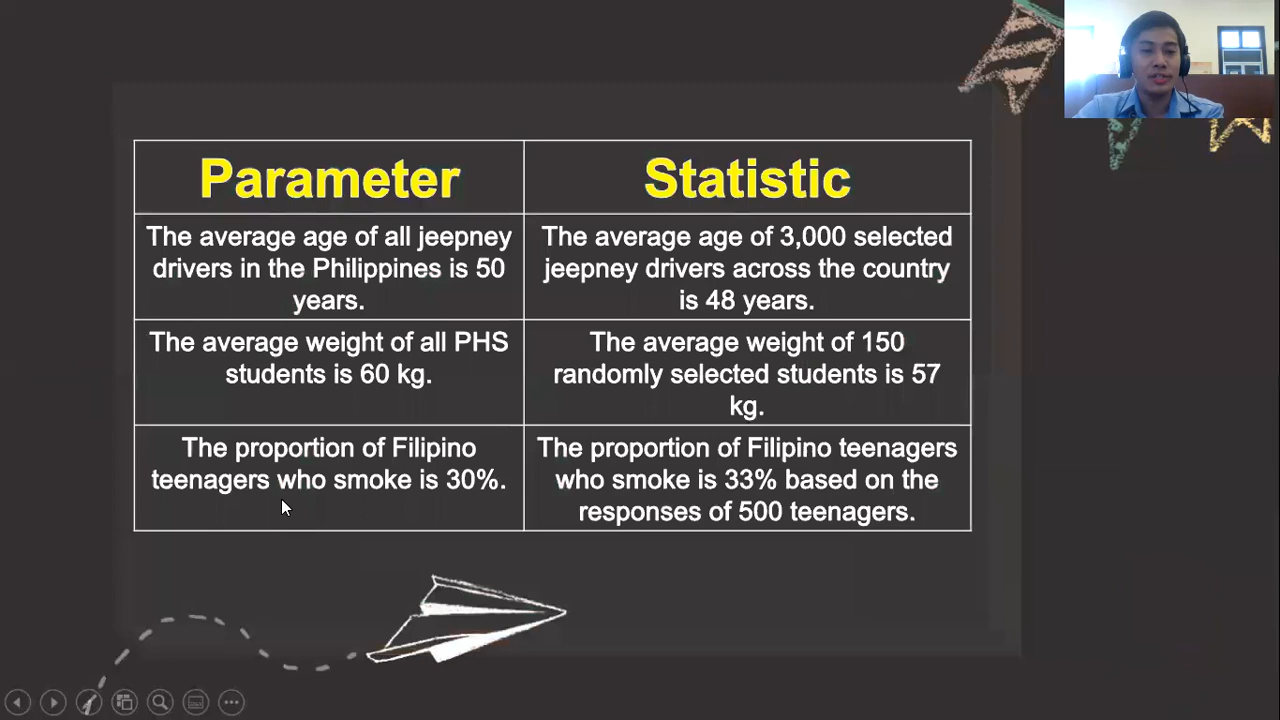 Parameter
Statistic
The average age of all jeepney
drivers in the Philippines is 50
years.
The average age of 3,000 selected
jeepney drivers across the country
is 48 years.
The average weight of all PHS
students is 60 kg.
The average weight of 150
randomly selected students is 57
kg.
The proportion of Filipino
teenagers who smoke is 30%.
The proportion of Filipino teenagers
who smoke is 33% based on the
responses of 500 teenagers.